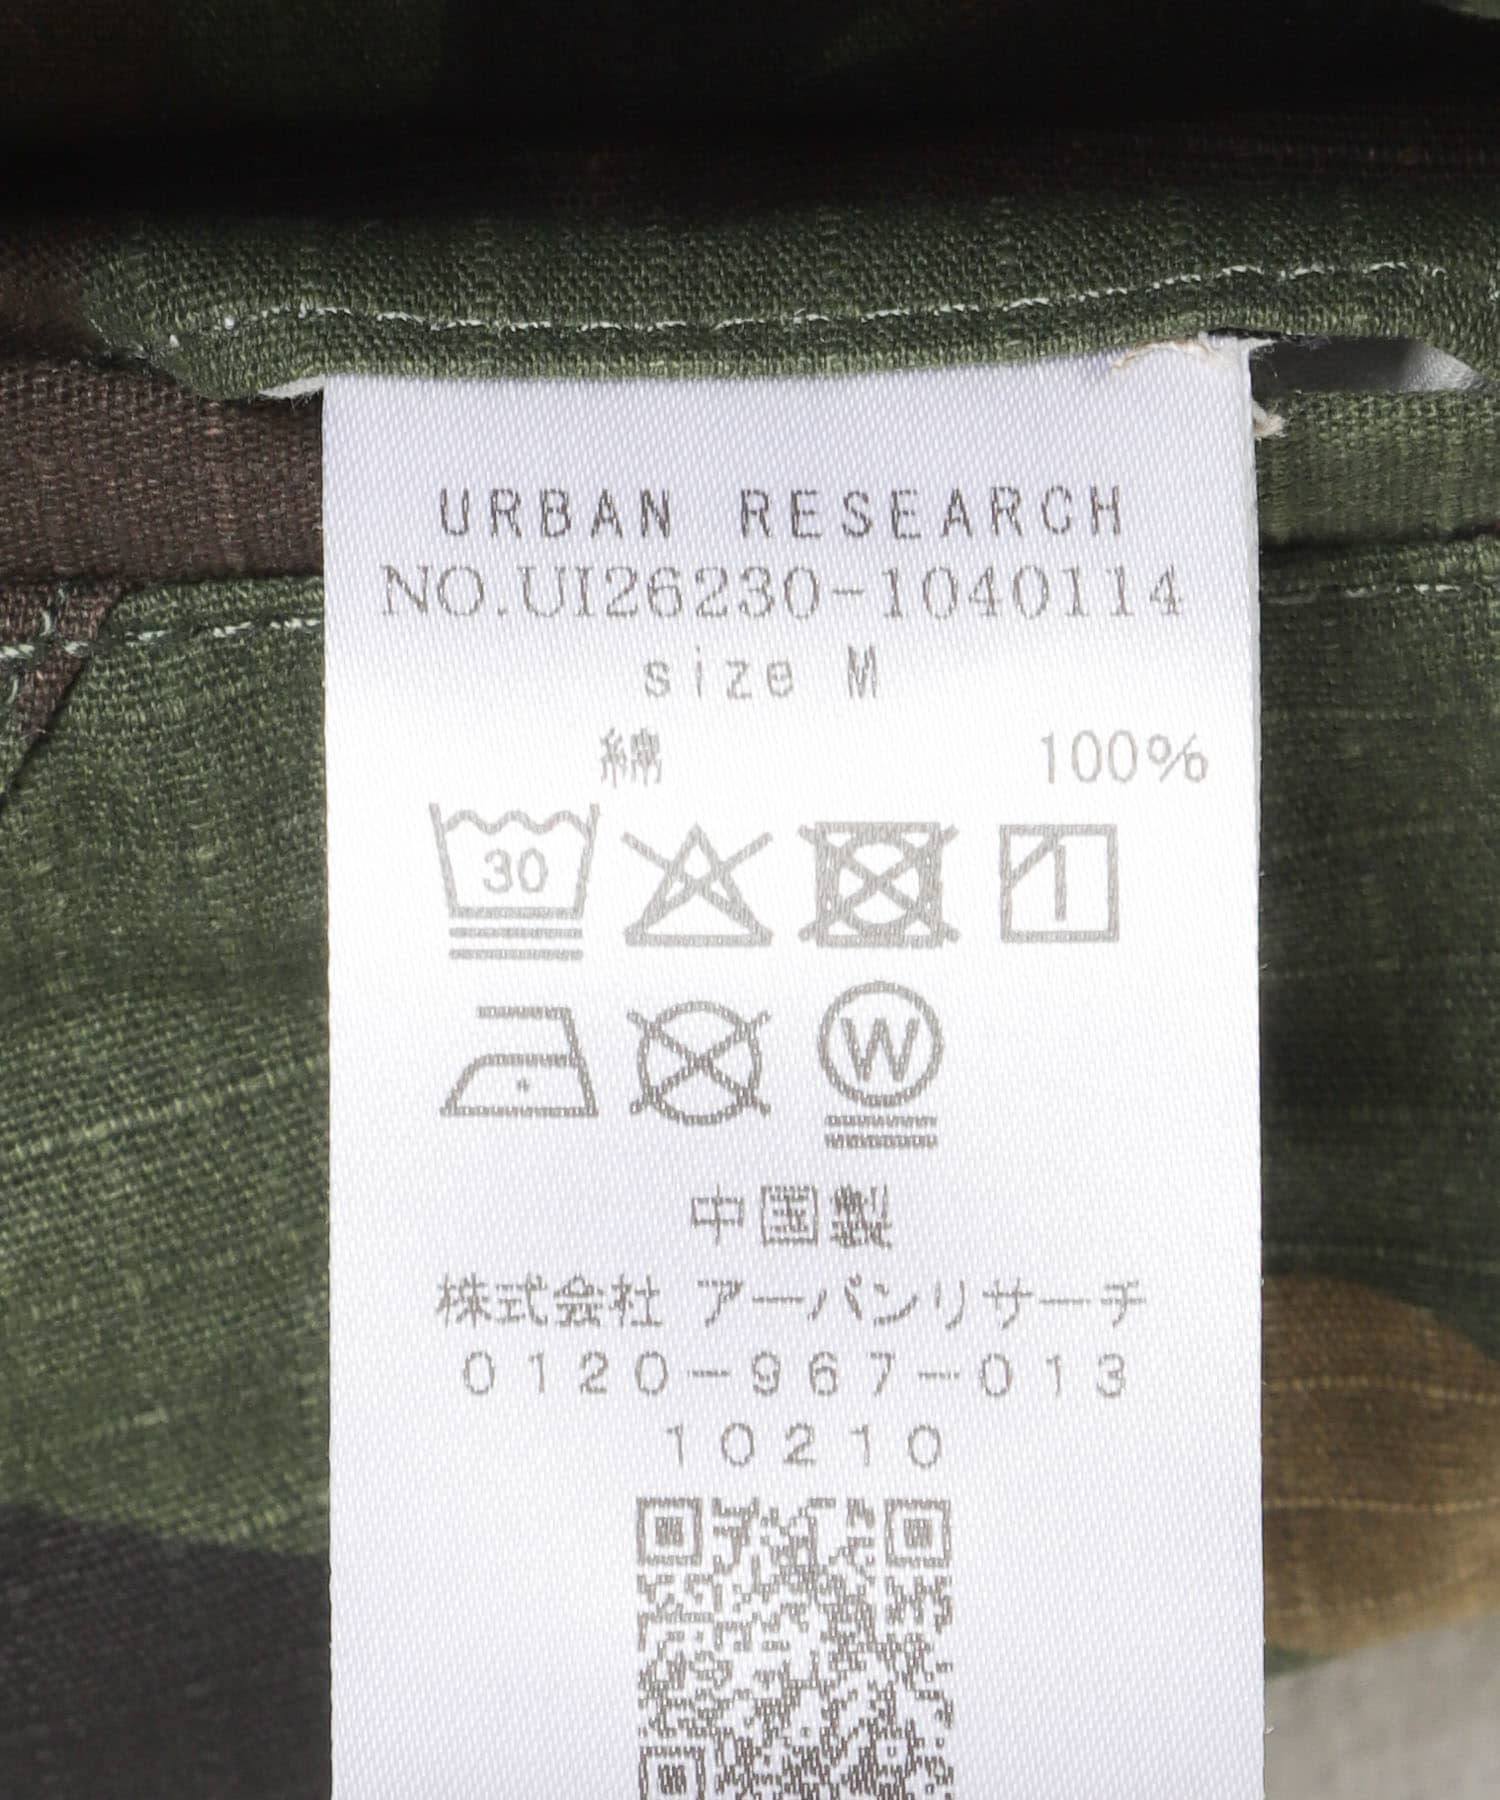 URBAN RESEARCH
NO.UI26230-1040114
size M
綿 100%
30
W
中国製
株式会社 アーバンリサーチ
0120-967-013
10210